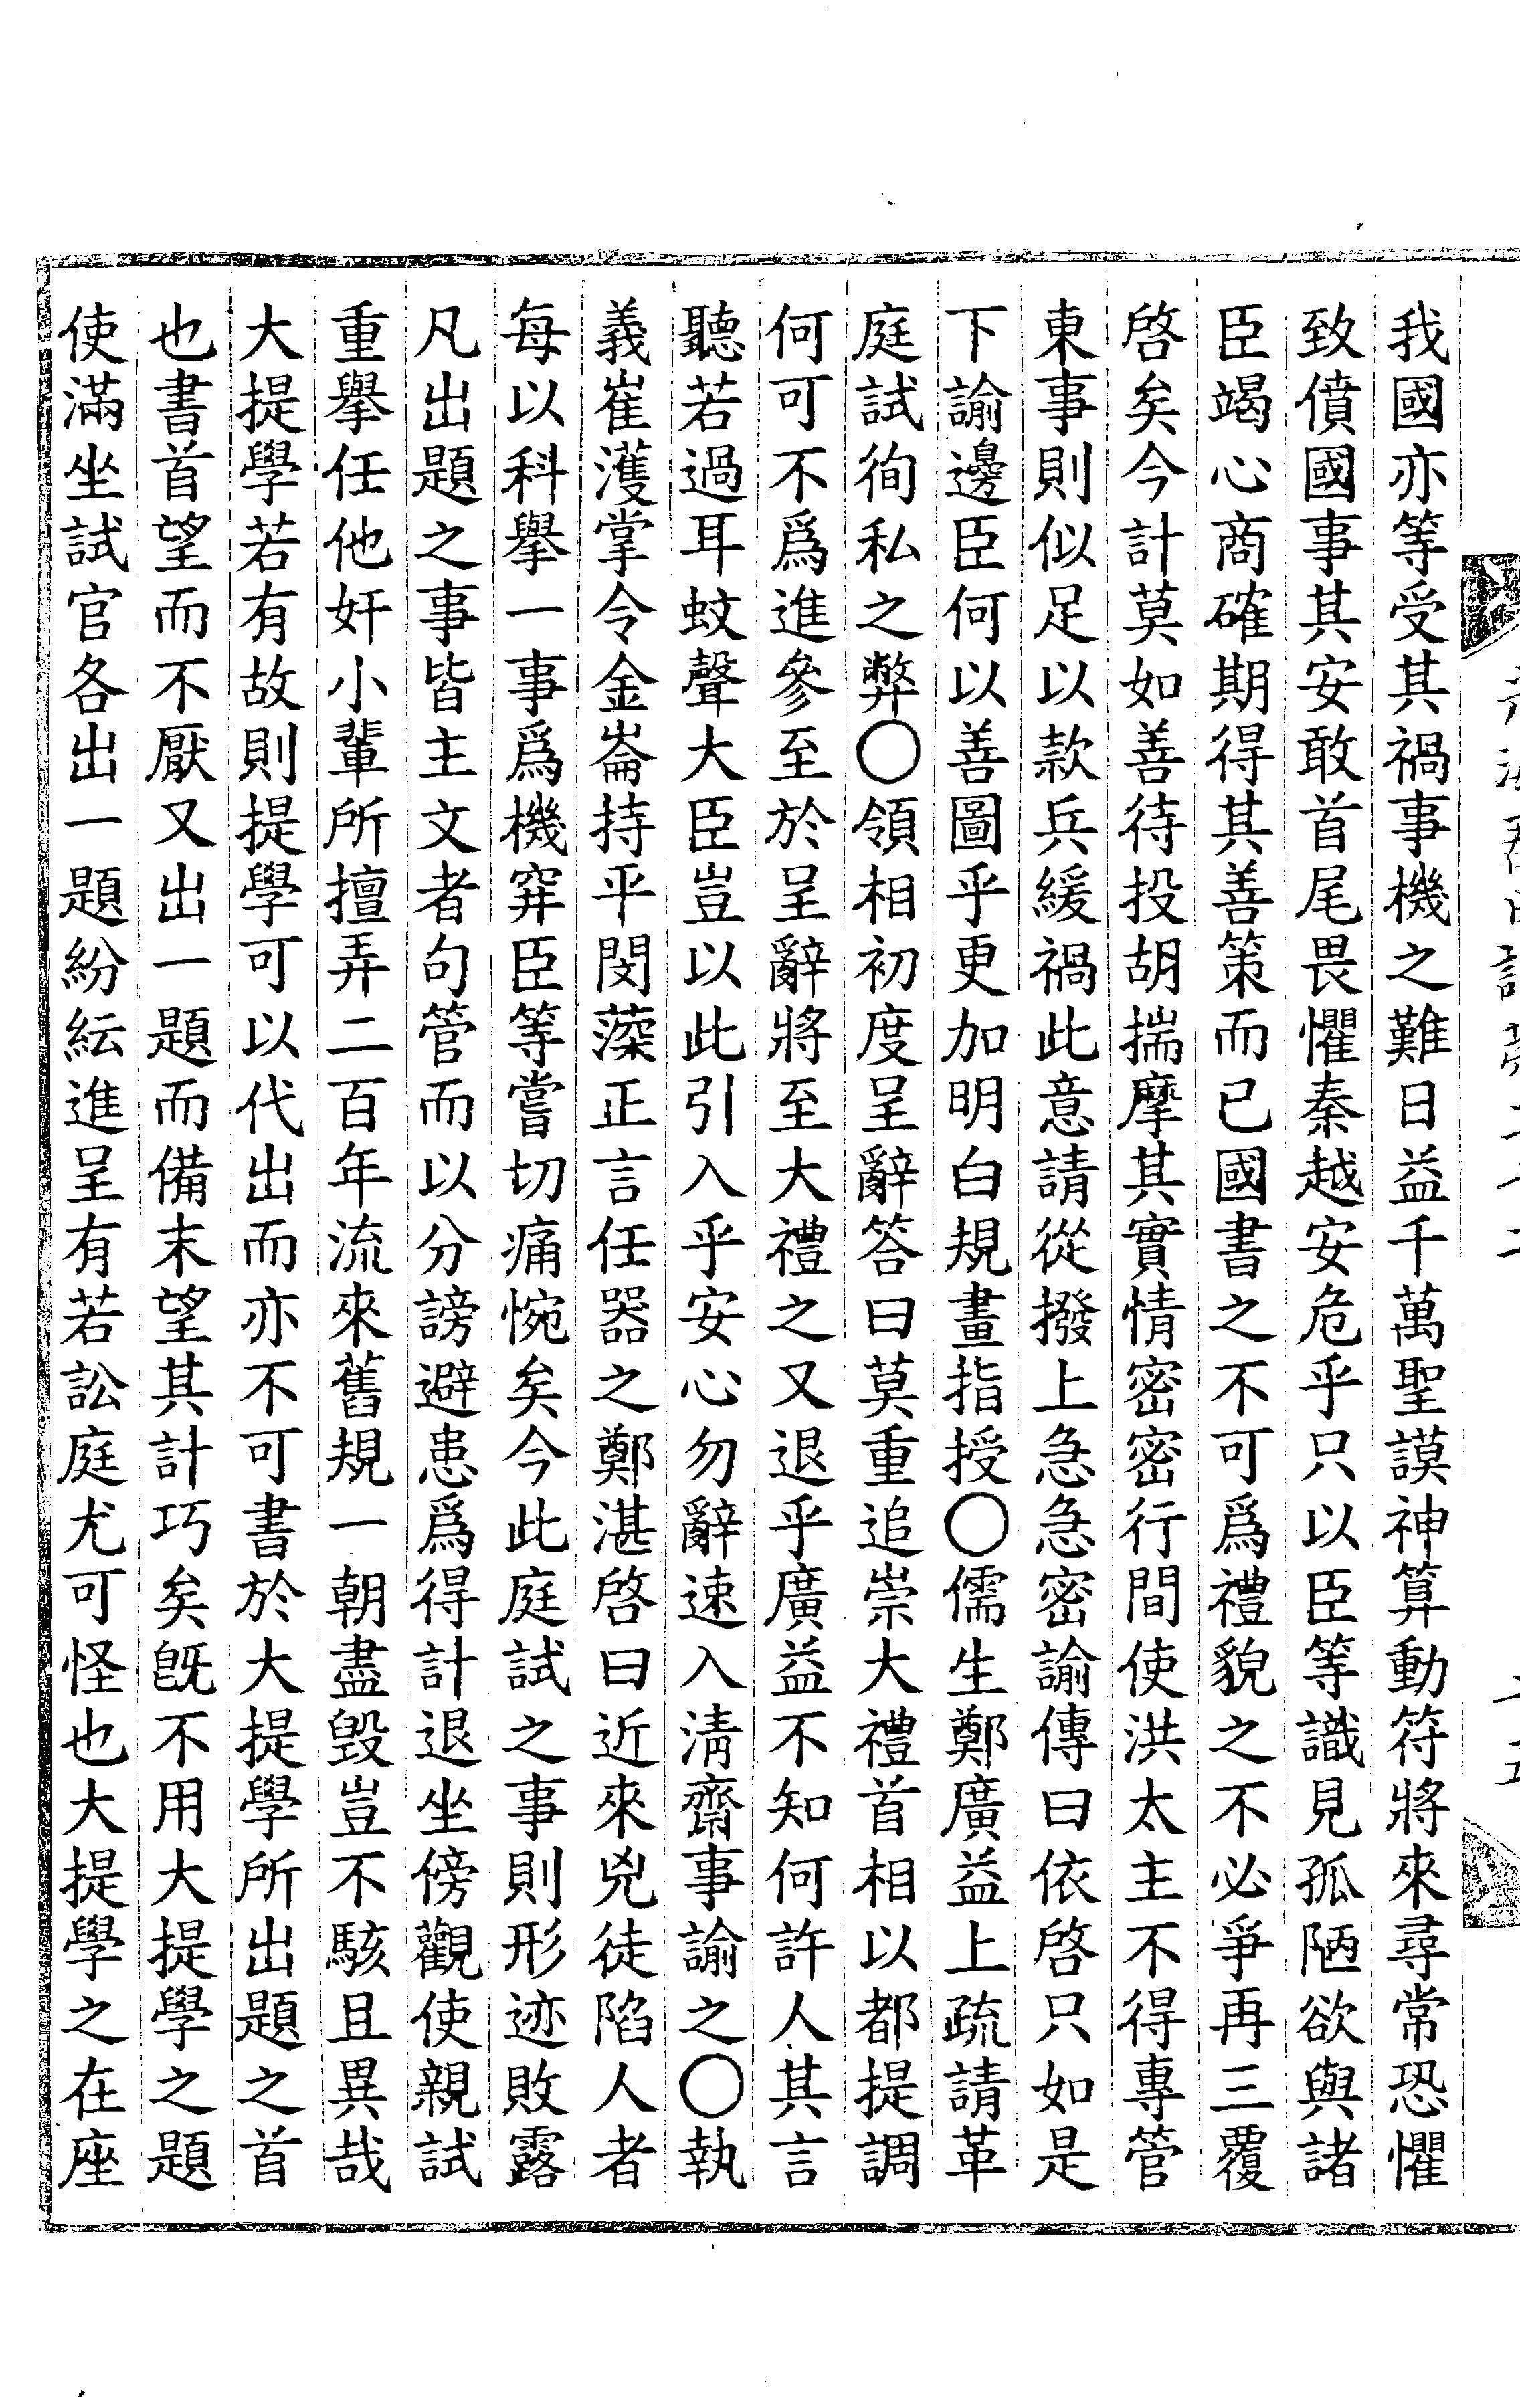 我國亦等受其禍事機之難日益千萬聖謨神算動符將來尋常恐懼
致僨國事其安敢首尾畏懼秦越安危乎只以臣等識見孤陋欲與諸
臣竭心商確期得其善策而已國書之不可爲禮貌之不必爭再三覆
啓矣今計莫如善待投胡揣摩其實情密密行間使洪太主不得專管
東事則似足以款兵緩禍此意請從撥上急急密諭傳曰依啓只如是
下諭邊臣何以善圖乎更加明白規畫指授〇儒生鄭廣益上疏請革
庭試徇私之弊〇領相初度呈辭答曰莫重追崇大禮首相以都提調
何可不爲進參至於呈辭將至大禮之又退乎廣益不知何許人其言
聽若過耳蚊聲大臣豈以此引入乎安心勿辭速入淸齋事諭之〇執
義崔濩掌令金崙持平閔藻正言任器之鄭湛啓曰近來兇徒陷人者
每以科擧一事爲機穽臣等嘗切痛惋矣今此庭試之事則形迹敗露
凡出題之事皆主文者句管而以分謗避患爲得計退坐傍觀使親試
重擧任他奸小輩所擅弄二百年流來舊規一朝盡毀豈不駭且異哉
大提學若有故則提學可以代出而亦不可書於大提學所出題之首
也書首望而不厭又出一題而備末望其計巧矣旣不用大提學之題
使滿坐試官各出一題紛紜進呈有若訟庭尤可怪也大提學之在座